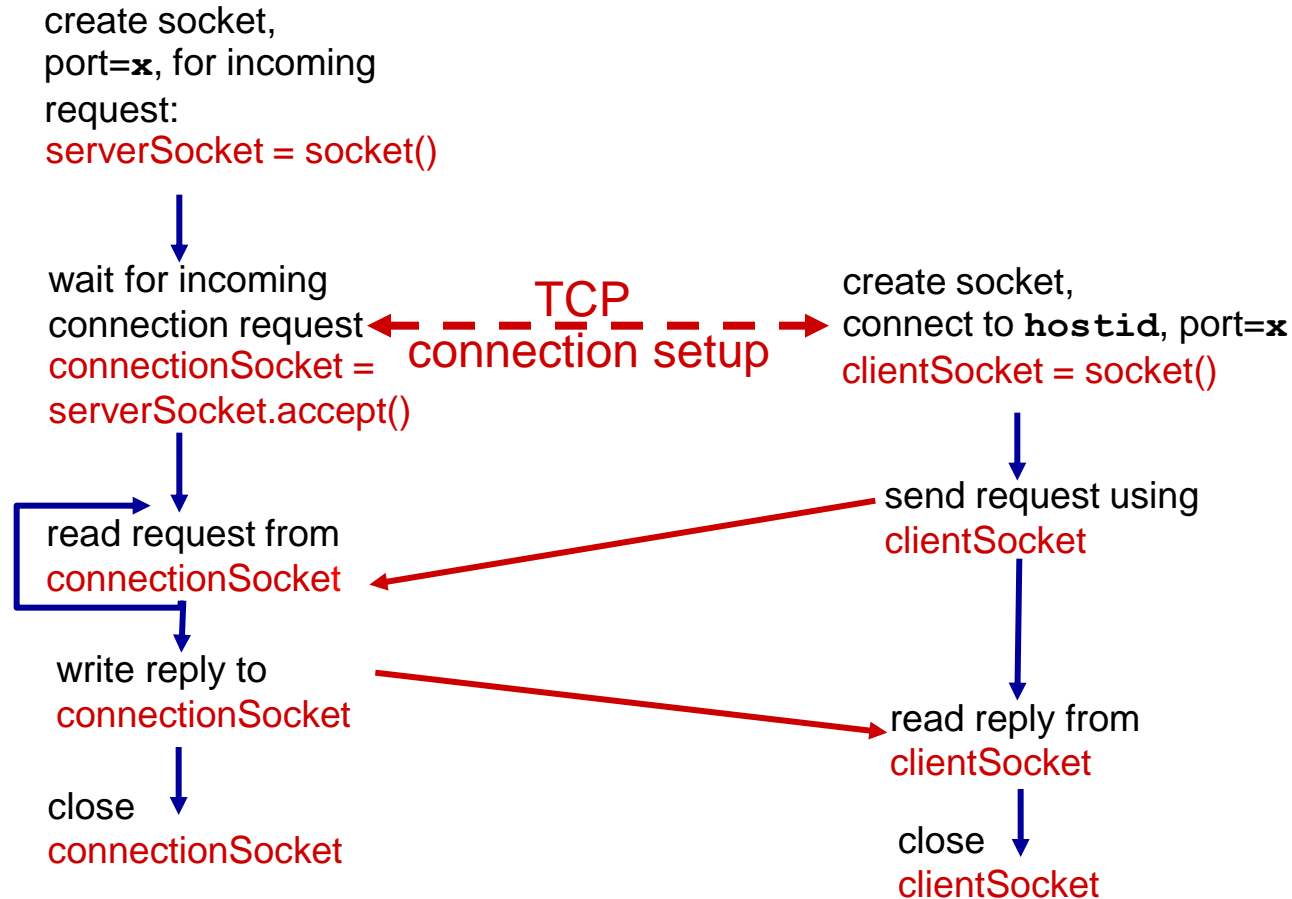 create socket,
port=x, for incoming
request:
serverSocket = socket()
wait for incoming
connection request
connectionSocket =
serverSocket.accept()
TCP
connection setup
create socket,
connect to hostid, port=x
clientSocket = socket()
send request using
clientSocket
read request from
connectionSocket
write reply to
connectionSocket
read reply from
clientSocket
close
connectionSocket
close
clientSocket